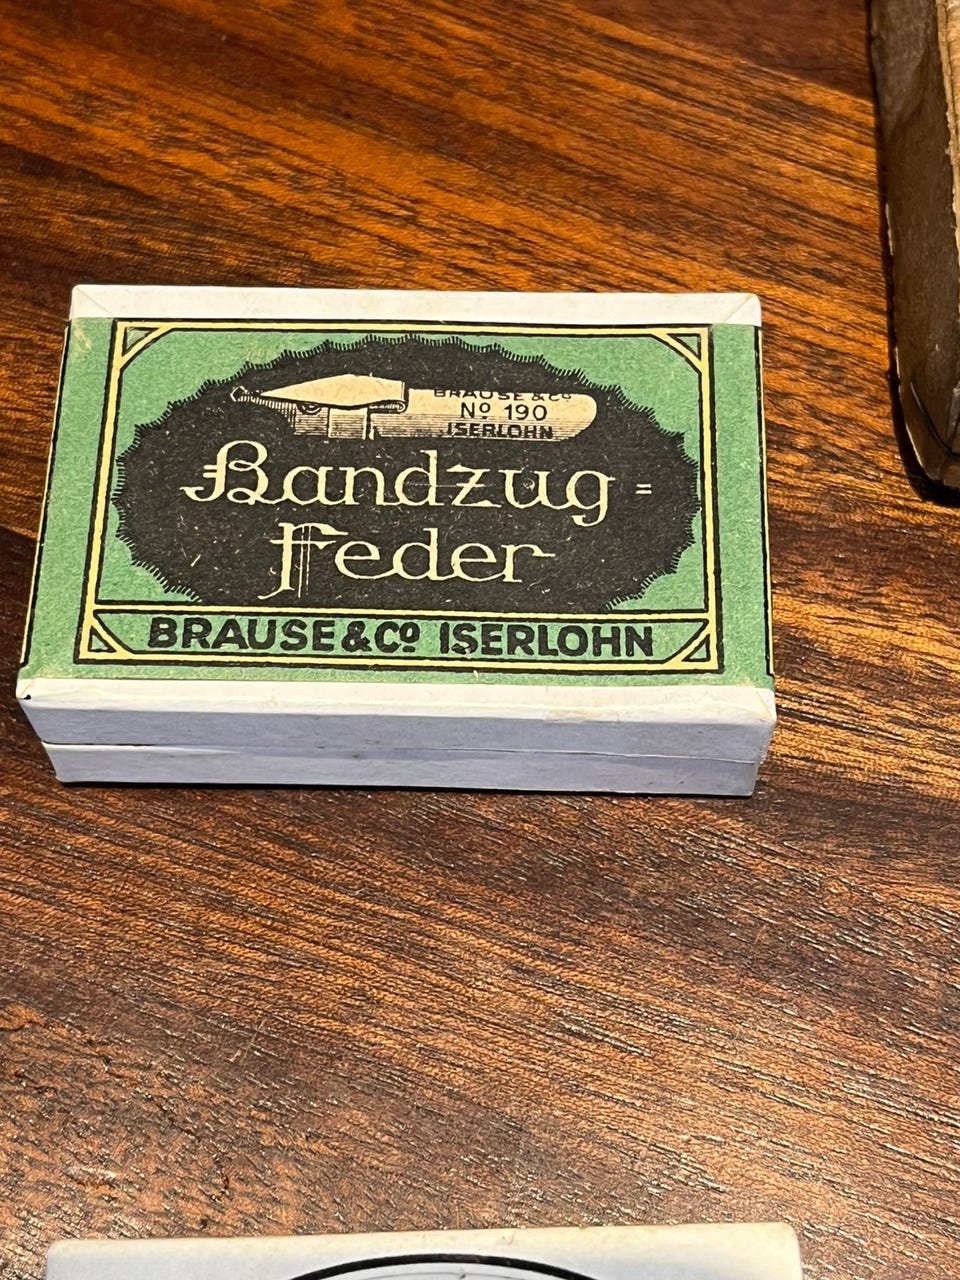 BRAUSE & Cº
Nº 190
ISERLOHN
Bandzug=
Feder
BRAUSE & Cº ISERLOHN